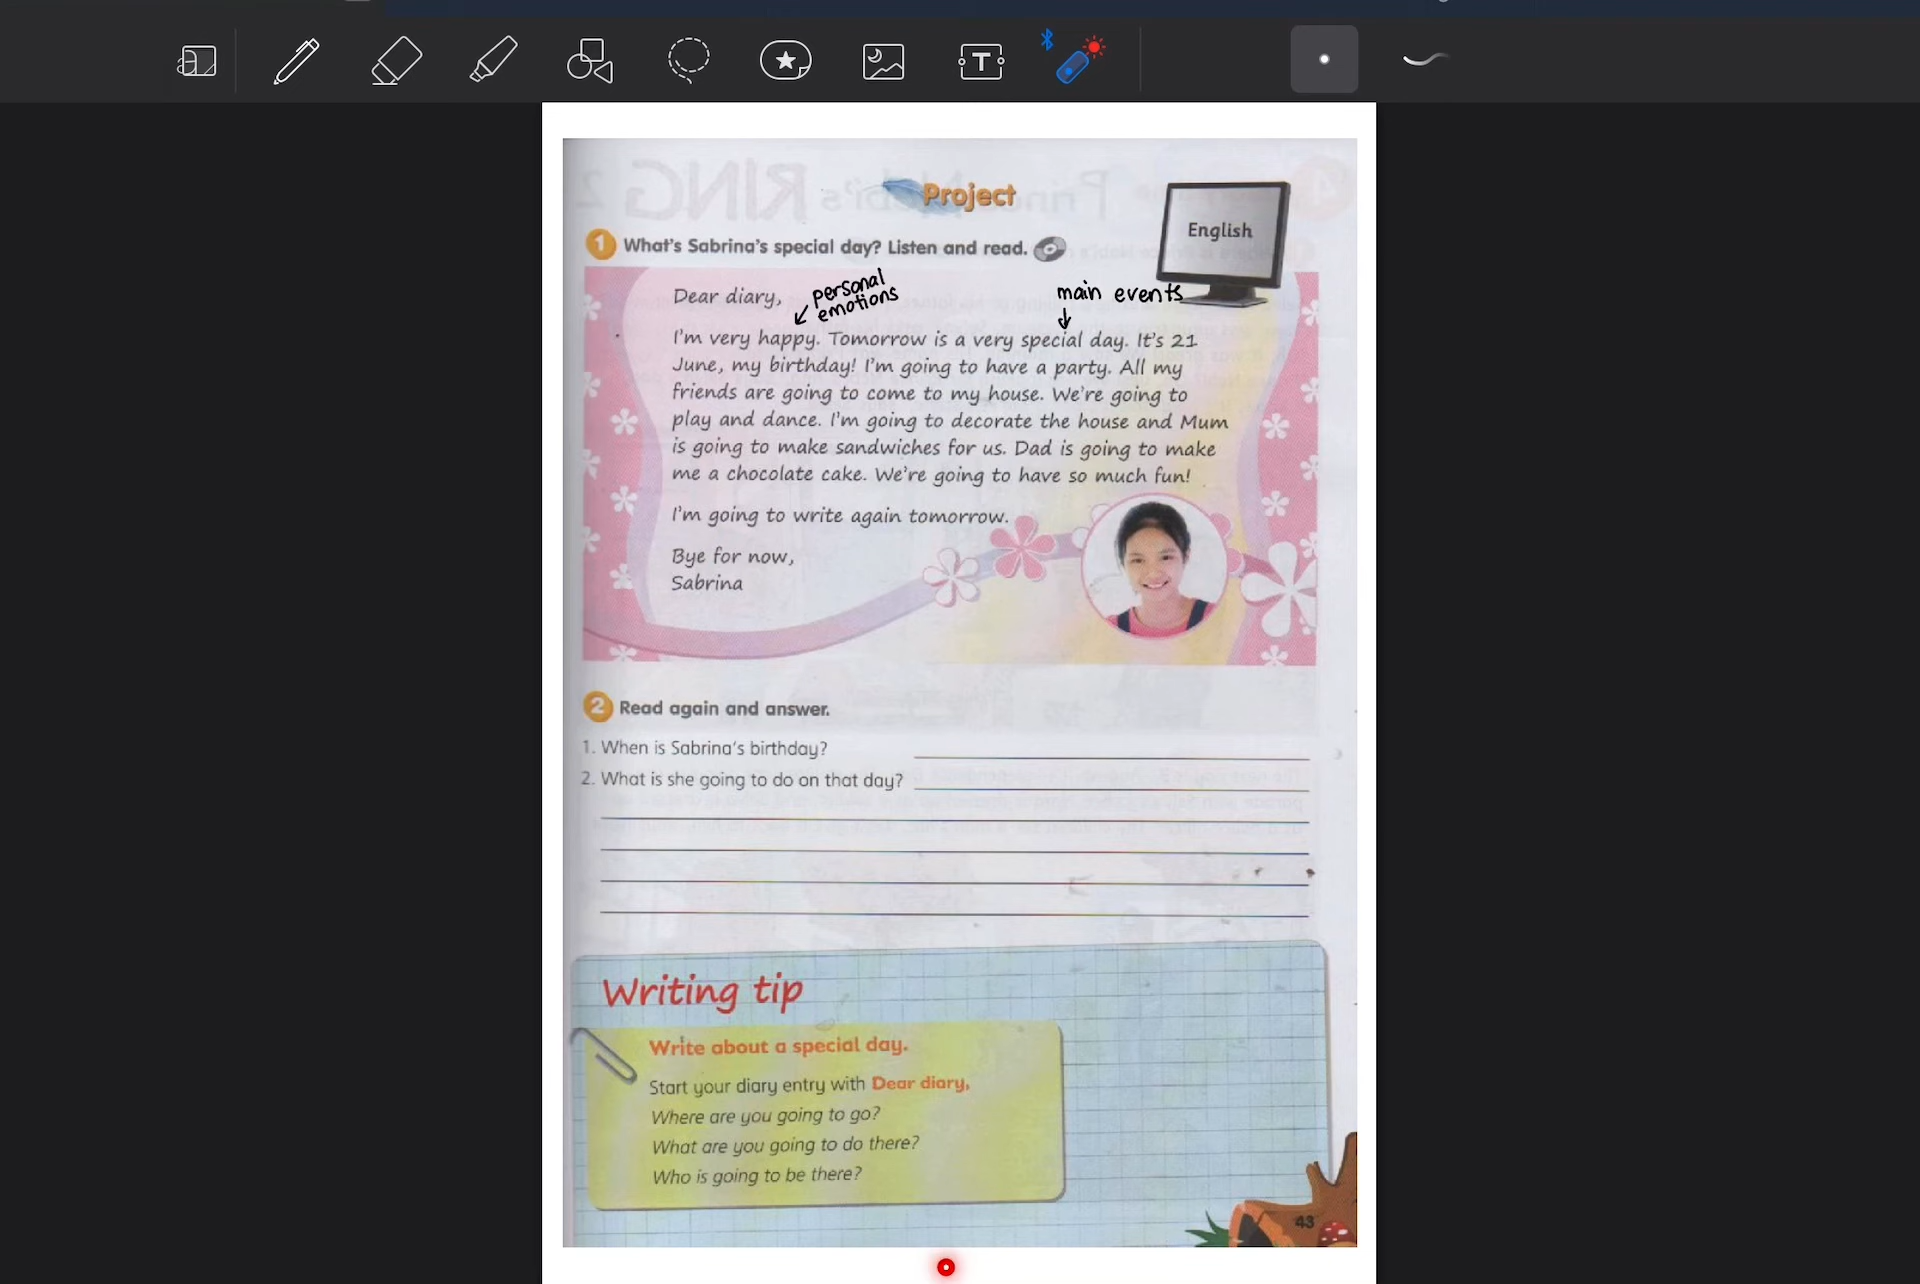 Project
English
1 What's Sabrina's special day? Listen and read.
Dear diary,
personal
emotions
main events
I'm very happy. Tomorrow is a very special day. It's 21
June, my birthday! I'm going to have a party. All my
friends are going to come to my house. We're going to
play and dance. I'm going to decorate the house and Mum
is going to make sandwiches for us. Dad is going to make
me a chocolate cake. We're going to have so much fun!
I'm going to write again tomorrow.
Bye for now,
Sabrina
2 Read again and answer.
1. When is Sabrina's birthday?
2. What is she going to do on that day?
Writing tip
Write about a special day.
Start your diary entry with Dear diary,
Where are you going to go?
What are you going to do there?
Who is going to be there?
43